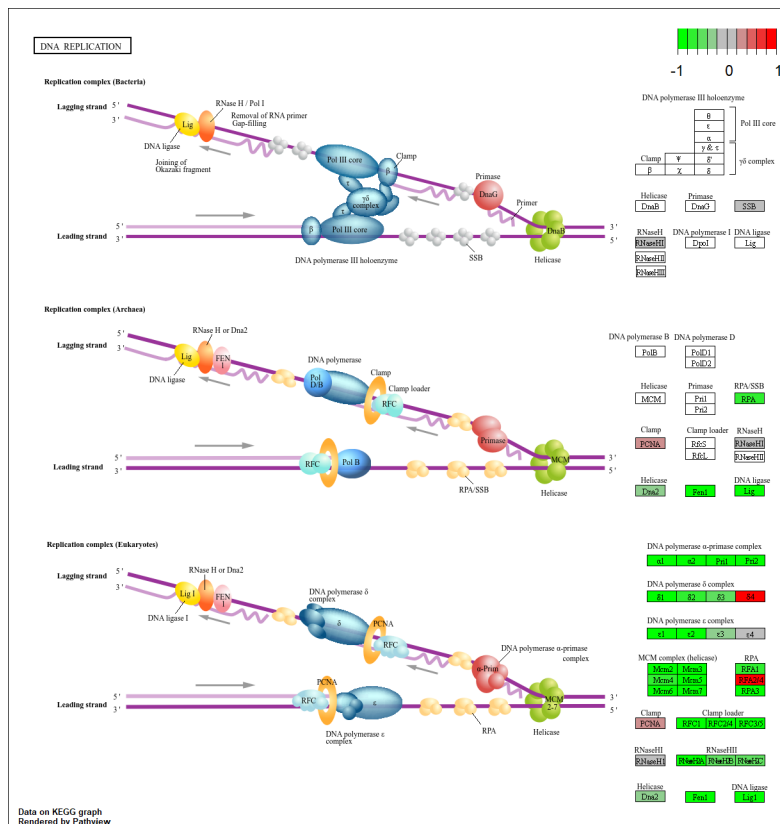 DNA REPLICATION
-1 0 1
Replication complex (Bacteria)
Lagging strand
5'
3'
RNase H / Pol I
Removal of RNA primer
Gap-filling
Lig
DNA ligase
Joining of
Okazaki fragment
Pol III core
Clamp
β
τ
γδ
complex
τ
Primase
DnaG
Primer
β
Pol III core
DnaB
Leading strand
5'
3'
3'
5'
SSB
Helicase
DNA polymerase III holoenzyme
DNA polymerase III holoenzyme
θ
ε
α
γ & τ
Pol III core
γδ complex
Clamp Ψ δ'
β χ δ
Helicase Primase
DnaB DnaG SSB
RNaseH DNA polymerase I DNA ligase
RNaseHI DpoI Lig
RNaseHII
RNaseHIII
Replication complex (Archaea)
Lagging strand
5'
3'
RNase H or Dna2
Lig
FEN
1
DNA ligase
DNA polymerase
Pol
D/B
Clamp
Clamp loader
RFC
Primase
MCM
Leading strand
5'
3'
3'
5'
RFC
Pol B
RPA/SSB
Helicase
DNA polymerase B DNA polymerase D
PolB PolD1
PolD2
Helicase Primase RPA/SSB
MCM Pri1 RPA
Pri2
Clamp Clamp loader RNaseH
PCNA RfcS RNaseHI
RfcL RNaseHII
Helicase DNA ligase
Dna2 Fen1 Lig
Replication complex (Eukaryotes)
Lagging strand
5'
3'
RNase H or Dna2
Lig I
FEN
1
DNA ligase I
DNA polymerase δ
complex
δ
PCNA
RFC
DNA polymerase α-primase
complex
α-Prim
MCM
2-7
Leading strand
5'
3'
3'
5'
PCNA
RFC
ε
DNA polymerase ε
complex
RPA
Helicase
DNA polymerase α-primase complex
α1 α2 Pri1 Pri2
DNA polymerase δ complex
δ1 δ2 δ3 δ4
DNA polymerase ε complex
ε1 ε2 ε3 ε4
MCM complex (helicase) RPA
Mcm2 Mcm3 RFA1
Mcm4 Mcm5 RFA2/4
Mcm6 Mcm7 RFA3
Clamp Clamp loader
PCNA RFC1 RFC2/4 RFC3/5
RNaseHI RNaseHII
RNaseH1 RNaseH2A RNaseH2B RNaseH2C
Helicase DNA ligase
Dna2 Fen1 Lig1
Data on KEGG graph
Rendered by Pathview